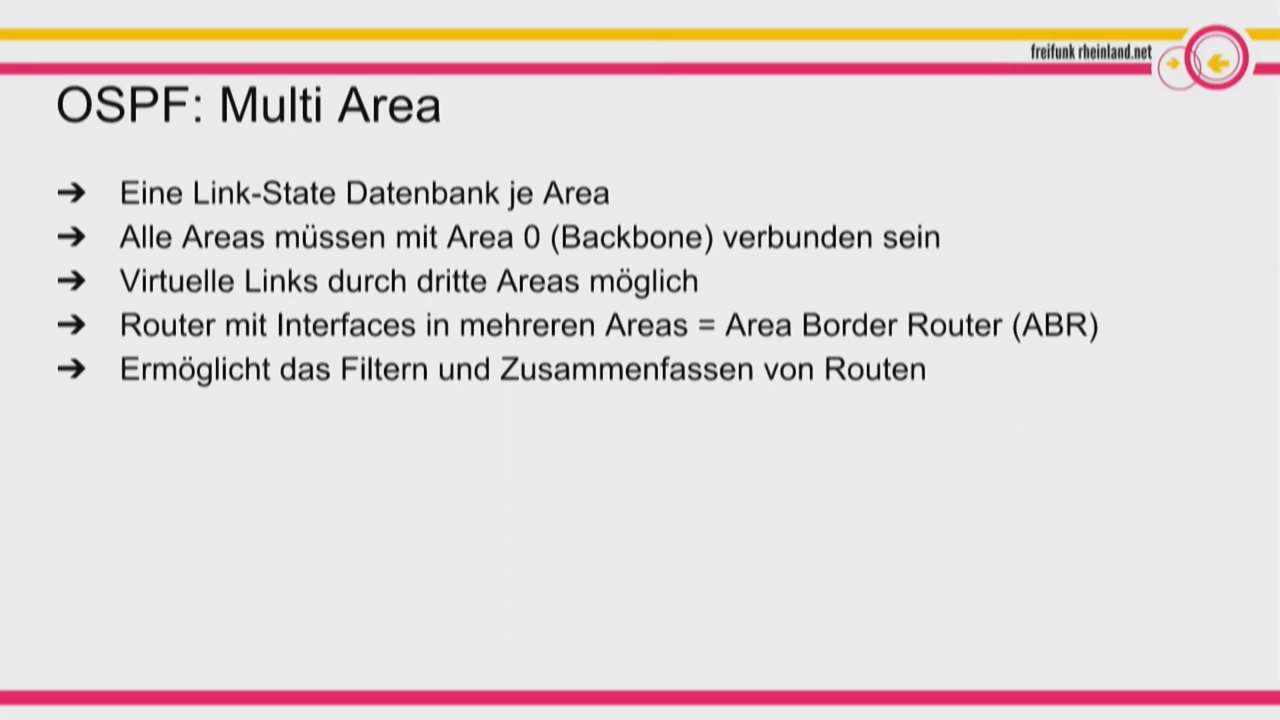 freifunk rheinland.net
OSPF: Multi Area
➔ Eine Link-State Datenbank je Area
➔ Alle Areas müssen mit Area 0 (Backbone) verbunden sein
➔ Virtuelle Links durch dritte Areas möglich
➔ Router mit Interfaces in mehreren Areas = Area Border Router (ABR)
➔ Ermöglicht das Filtern und Zusammenfassen von Routen